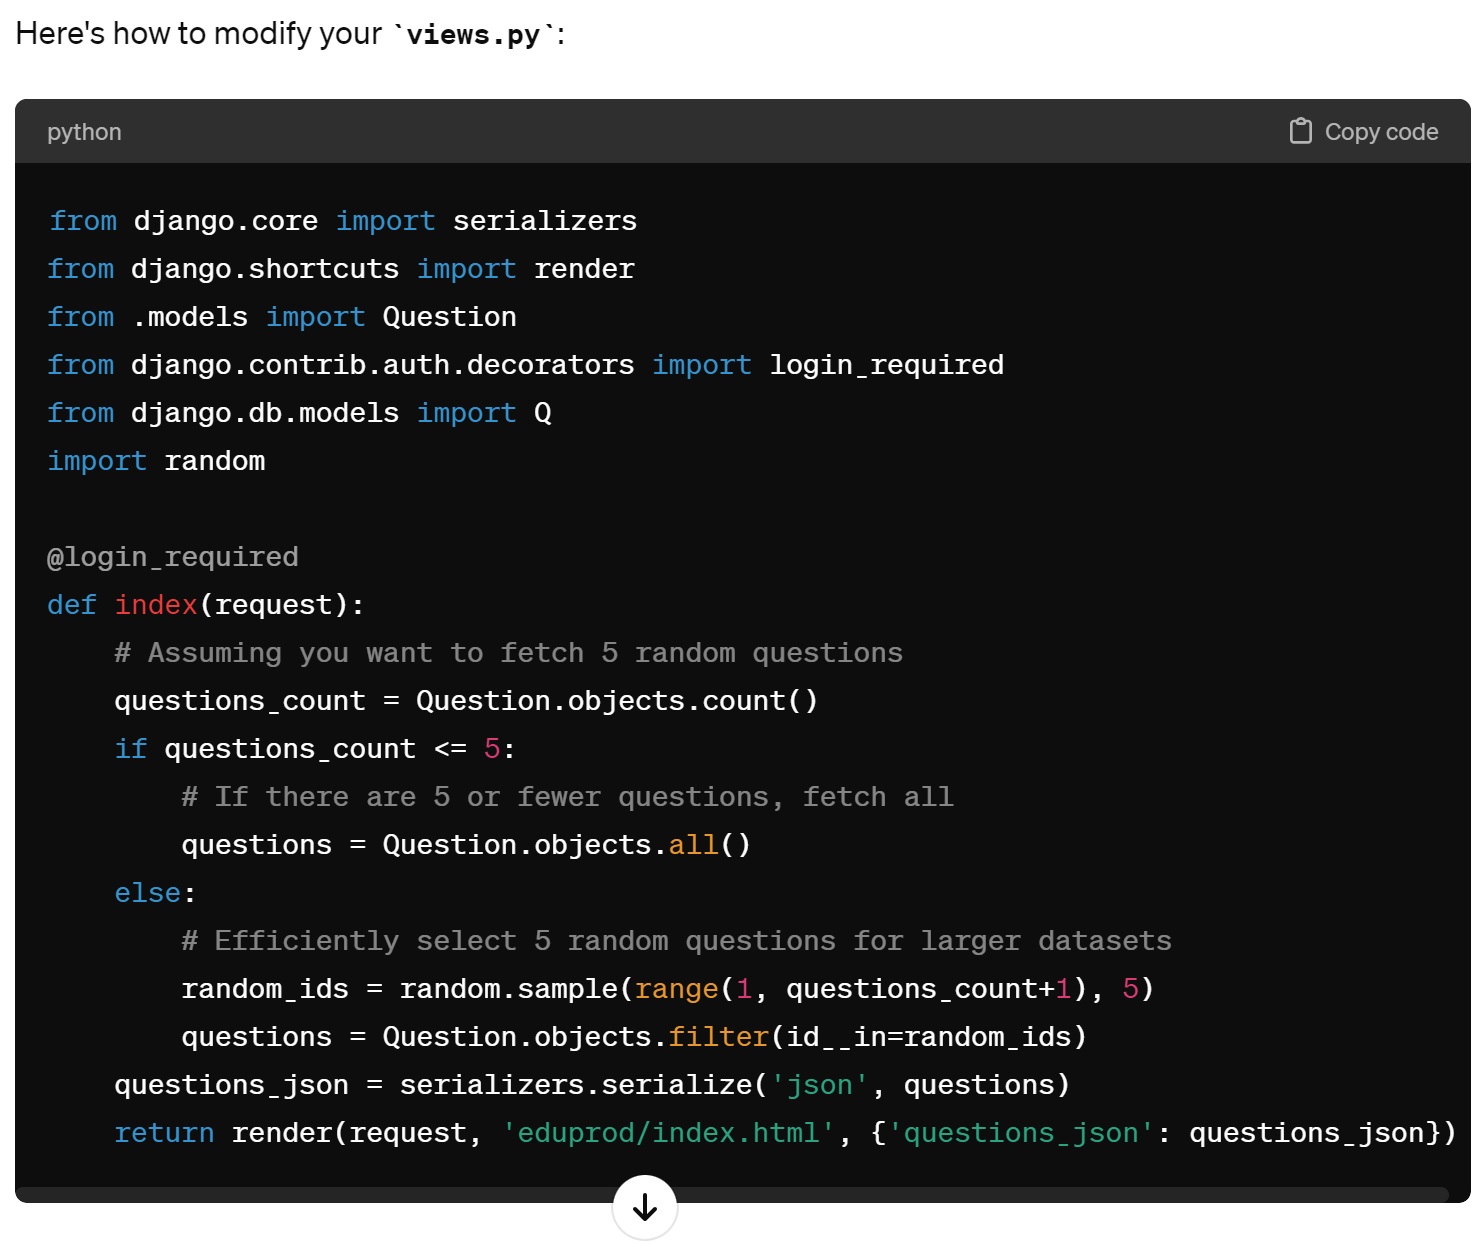 Here's how to modify your `views.py`:
python
Copy code
from django.core import serializers
from django.shortcuts import render
from .models import Question
from django.contrib.auth.decorators import login_required
from django.db.models import Q
import random

@login_required
def index(request):
    # Assuming you want to fetch 5 random questions
    questions_count = Question.objects.count()
    if questions_count <= 5:
        # If there are 5 or fewer questions, fetch all
        questions = Question.objects.all()
    else:
        # Efficiently select 5 random questions for larger datasets
        random_ids = random.sample(range(1, questions_count+1), 5)
        questions = Question.objects.filter(id__in=random_ids)
    questions_json = serializers.serialize('json', questions)
    return render(request, 'eduprod/index.html', {'questions_json': questions_json})